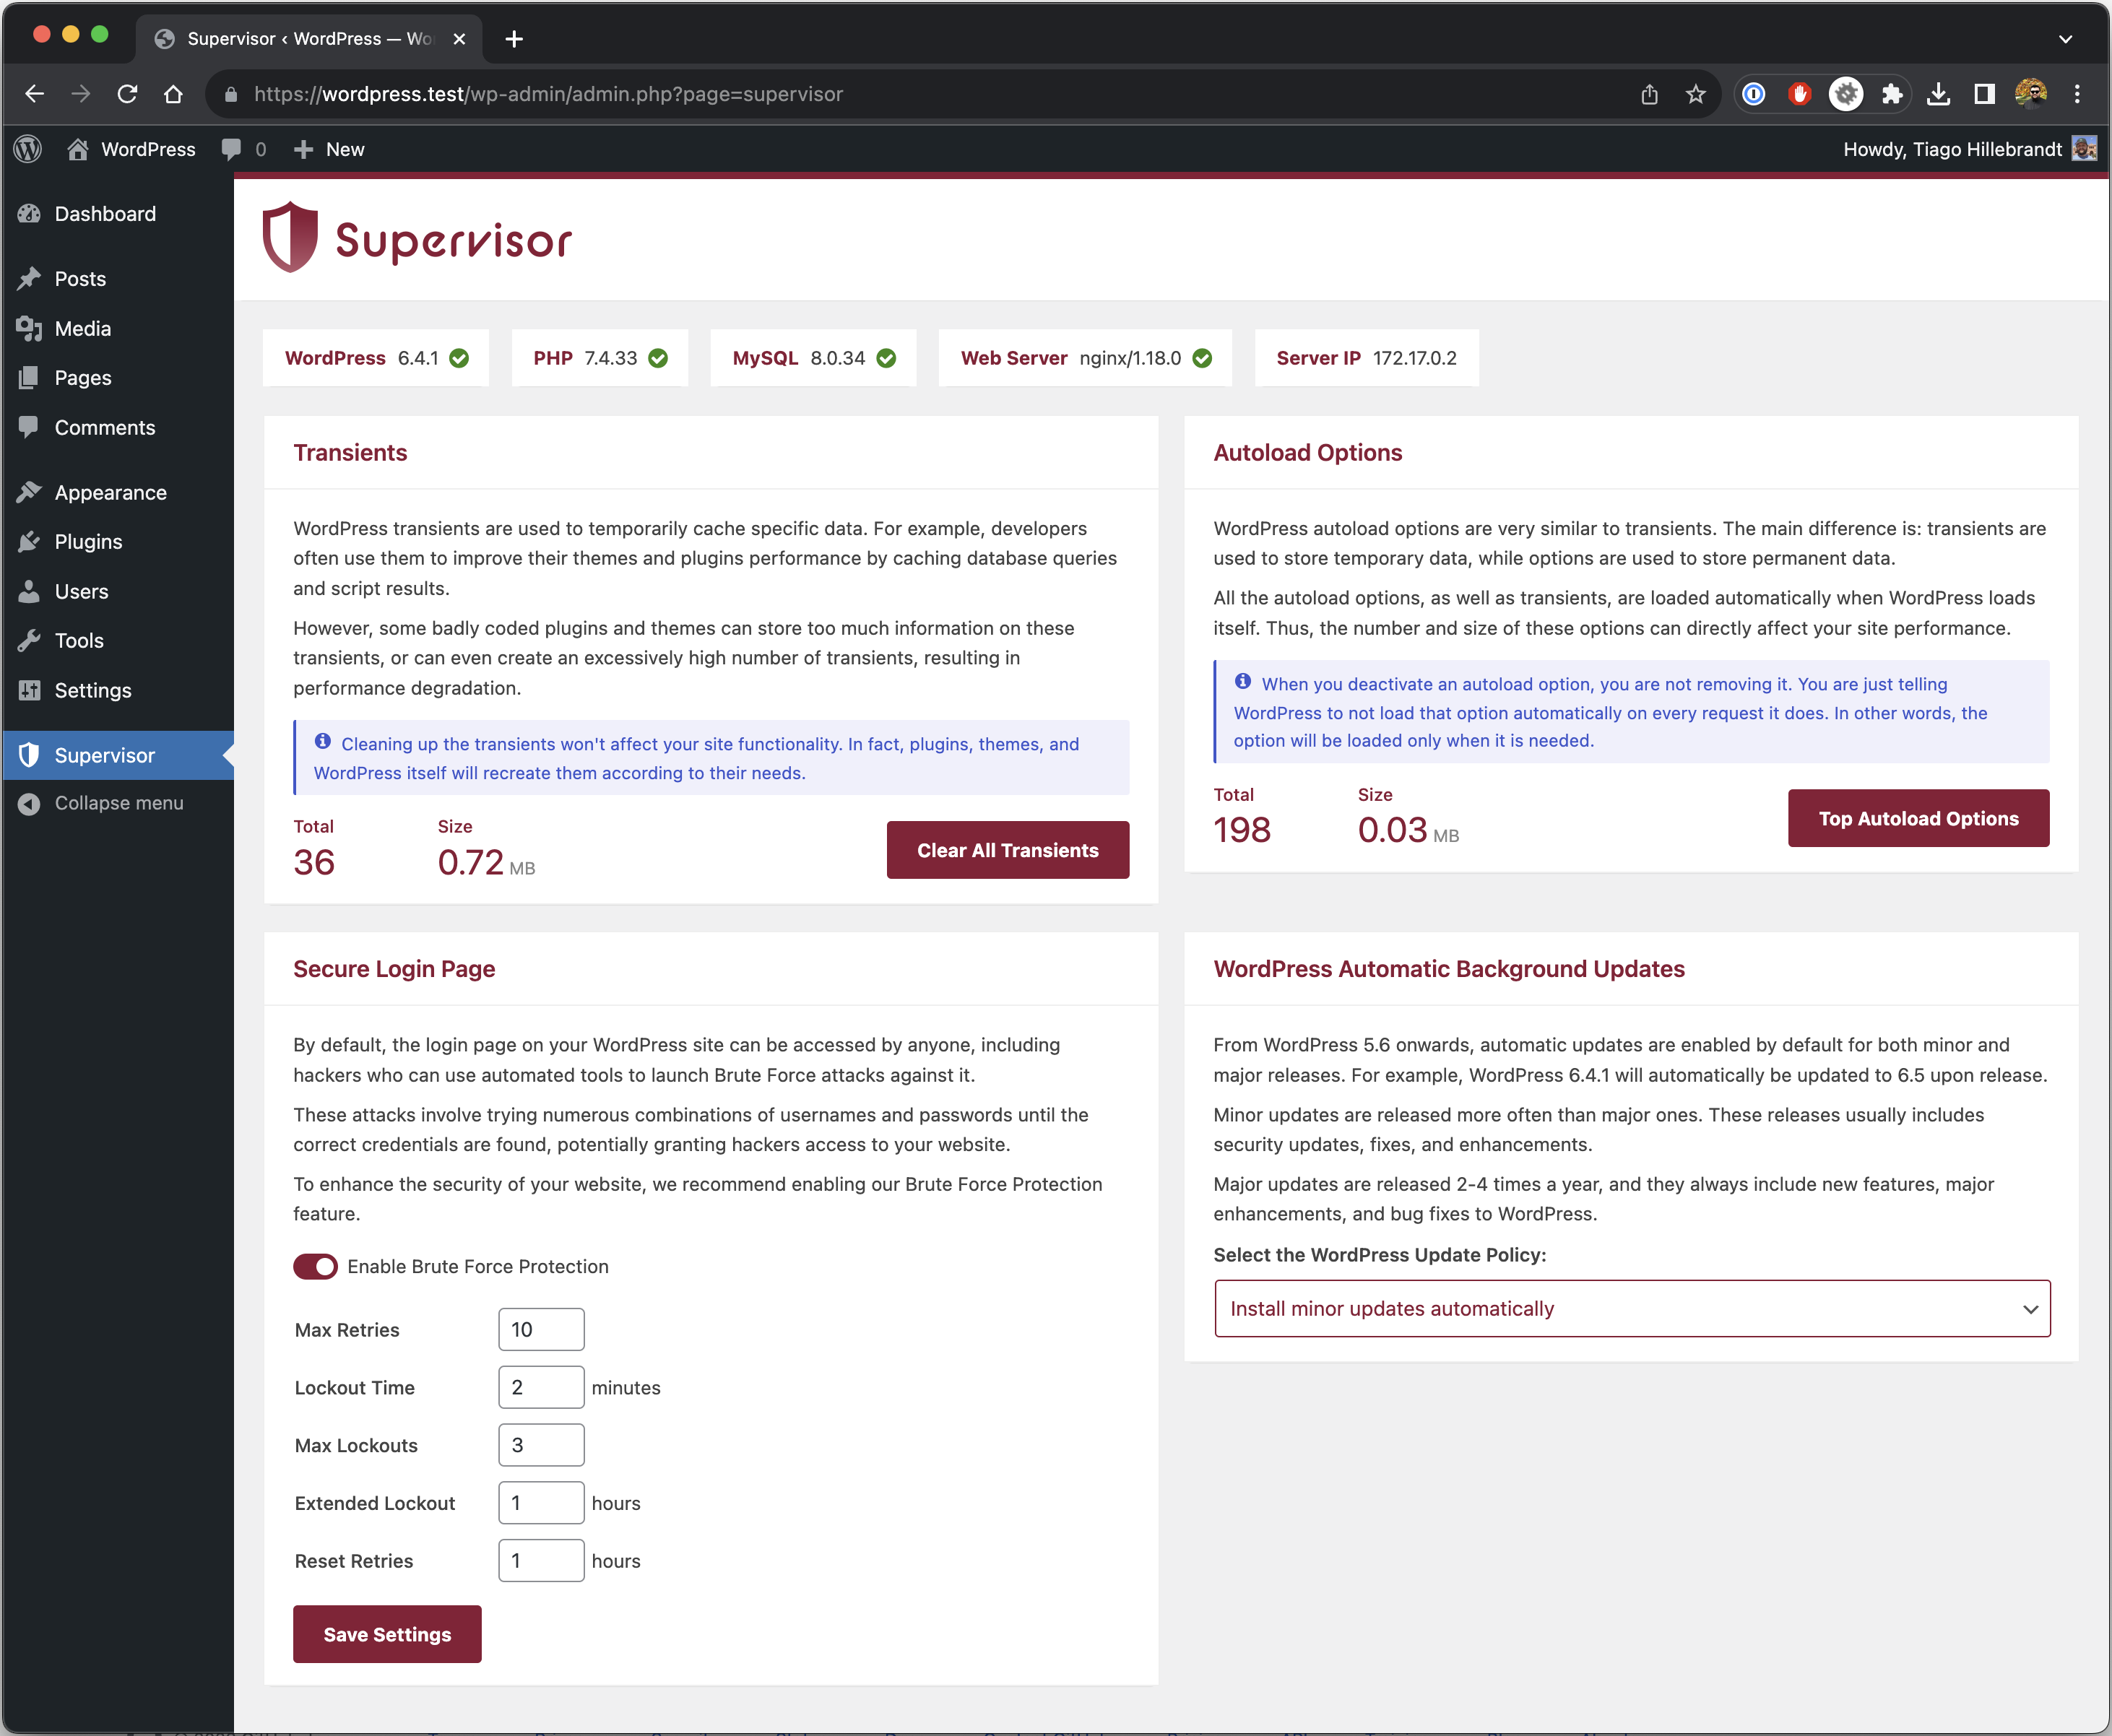 Supervisor ‹ WordPress — Wo
https://wordpress.test/wp-admin/admin.php?page=supervisor
WordPress
0
New
Howdy, Tiago Hillebrandt
Dashboard
Posts
Media
Pages
Comments
Appearance
Plugins
Users
Tools
Settings
Supervisor
Collapse menu
Supervisor
WordPress 6.4.1
PHP 7.4.33
MySQL 8.0.34
Web Server nginx/1.18.0
Server IP 172.17.0.2
Transients
WordPress transients are used to temporarily cache specific data. For example, developers
often use them to improve their themes and plugins performance by caching database queries
and script results.
However, some badly coded plugins and themes can store too much information on these
transients, or can even create an excessively high number of transients, resulting in
performance degradation.
Cleaning up the transients won't affect your site functionality. In fact, plugins, themes, and
WordPress itself will recreate them according to their needs.
Total
36
Size
0.72 MB
Clear All Transients
Autoload Options
WordPress autoload options are very similar to transients. The main difference is: transients are
used to store temporary data, while options are used to store permanent data.
All the autoload options, as well as transients, are loaded automatically when WordPress loads
itself. Thus, the number and size of these options can directly affect your site performance.
When you deactivate an autoload option, you are not removing it. You are just telling
WordPress to not load that option automatically on every request it does. In other words, the
option will be loaded only when it is needed.
Total
198
Size
0.03 MB
Top Autoload Options
Secure Login Page
By default, the login page on your WordPress site can be accessed by anyone, including
hackers who can use automated tools to launch Brute Force attacks against it.
These attacks involve trying numerous combinations of usernames and passwords until the
correct credentials are found, potentially granting hackers access to your website.
To enhance the security of your website, we recommend enabling our Brute Force Protection
feature.
Enable Brute Force Protection
Max Retries 10
Lockout Time 2 minutes
Max Lockouts 3
Extended Lockout 1 hours
Reset Retries 1 hours
Save Settings
WordPress Automatic Background Updates
From WordPress 5.6 onwards, automatic updates are enabled by default for both minor and
major releases. For example, WordPress 6.4.1 will automatically be updated to 6.5 upon release.
Minor updates are released more often than major ones. These releases usually includes
security updates, fixes, and enhancements.
Major updates are released 2-4 times a year, and they always include new features, major
enhancements, and bug fixes to WordPress.
Select the WordPress Update Policy:
Install minor updates automatically